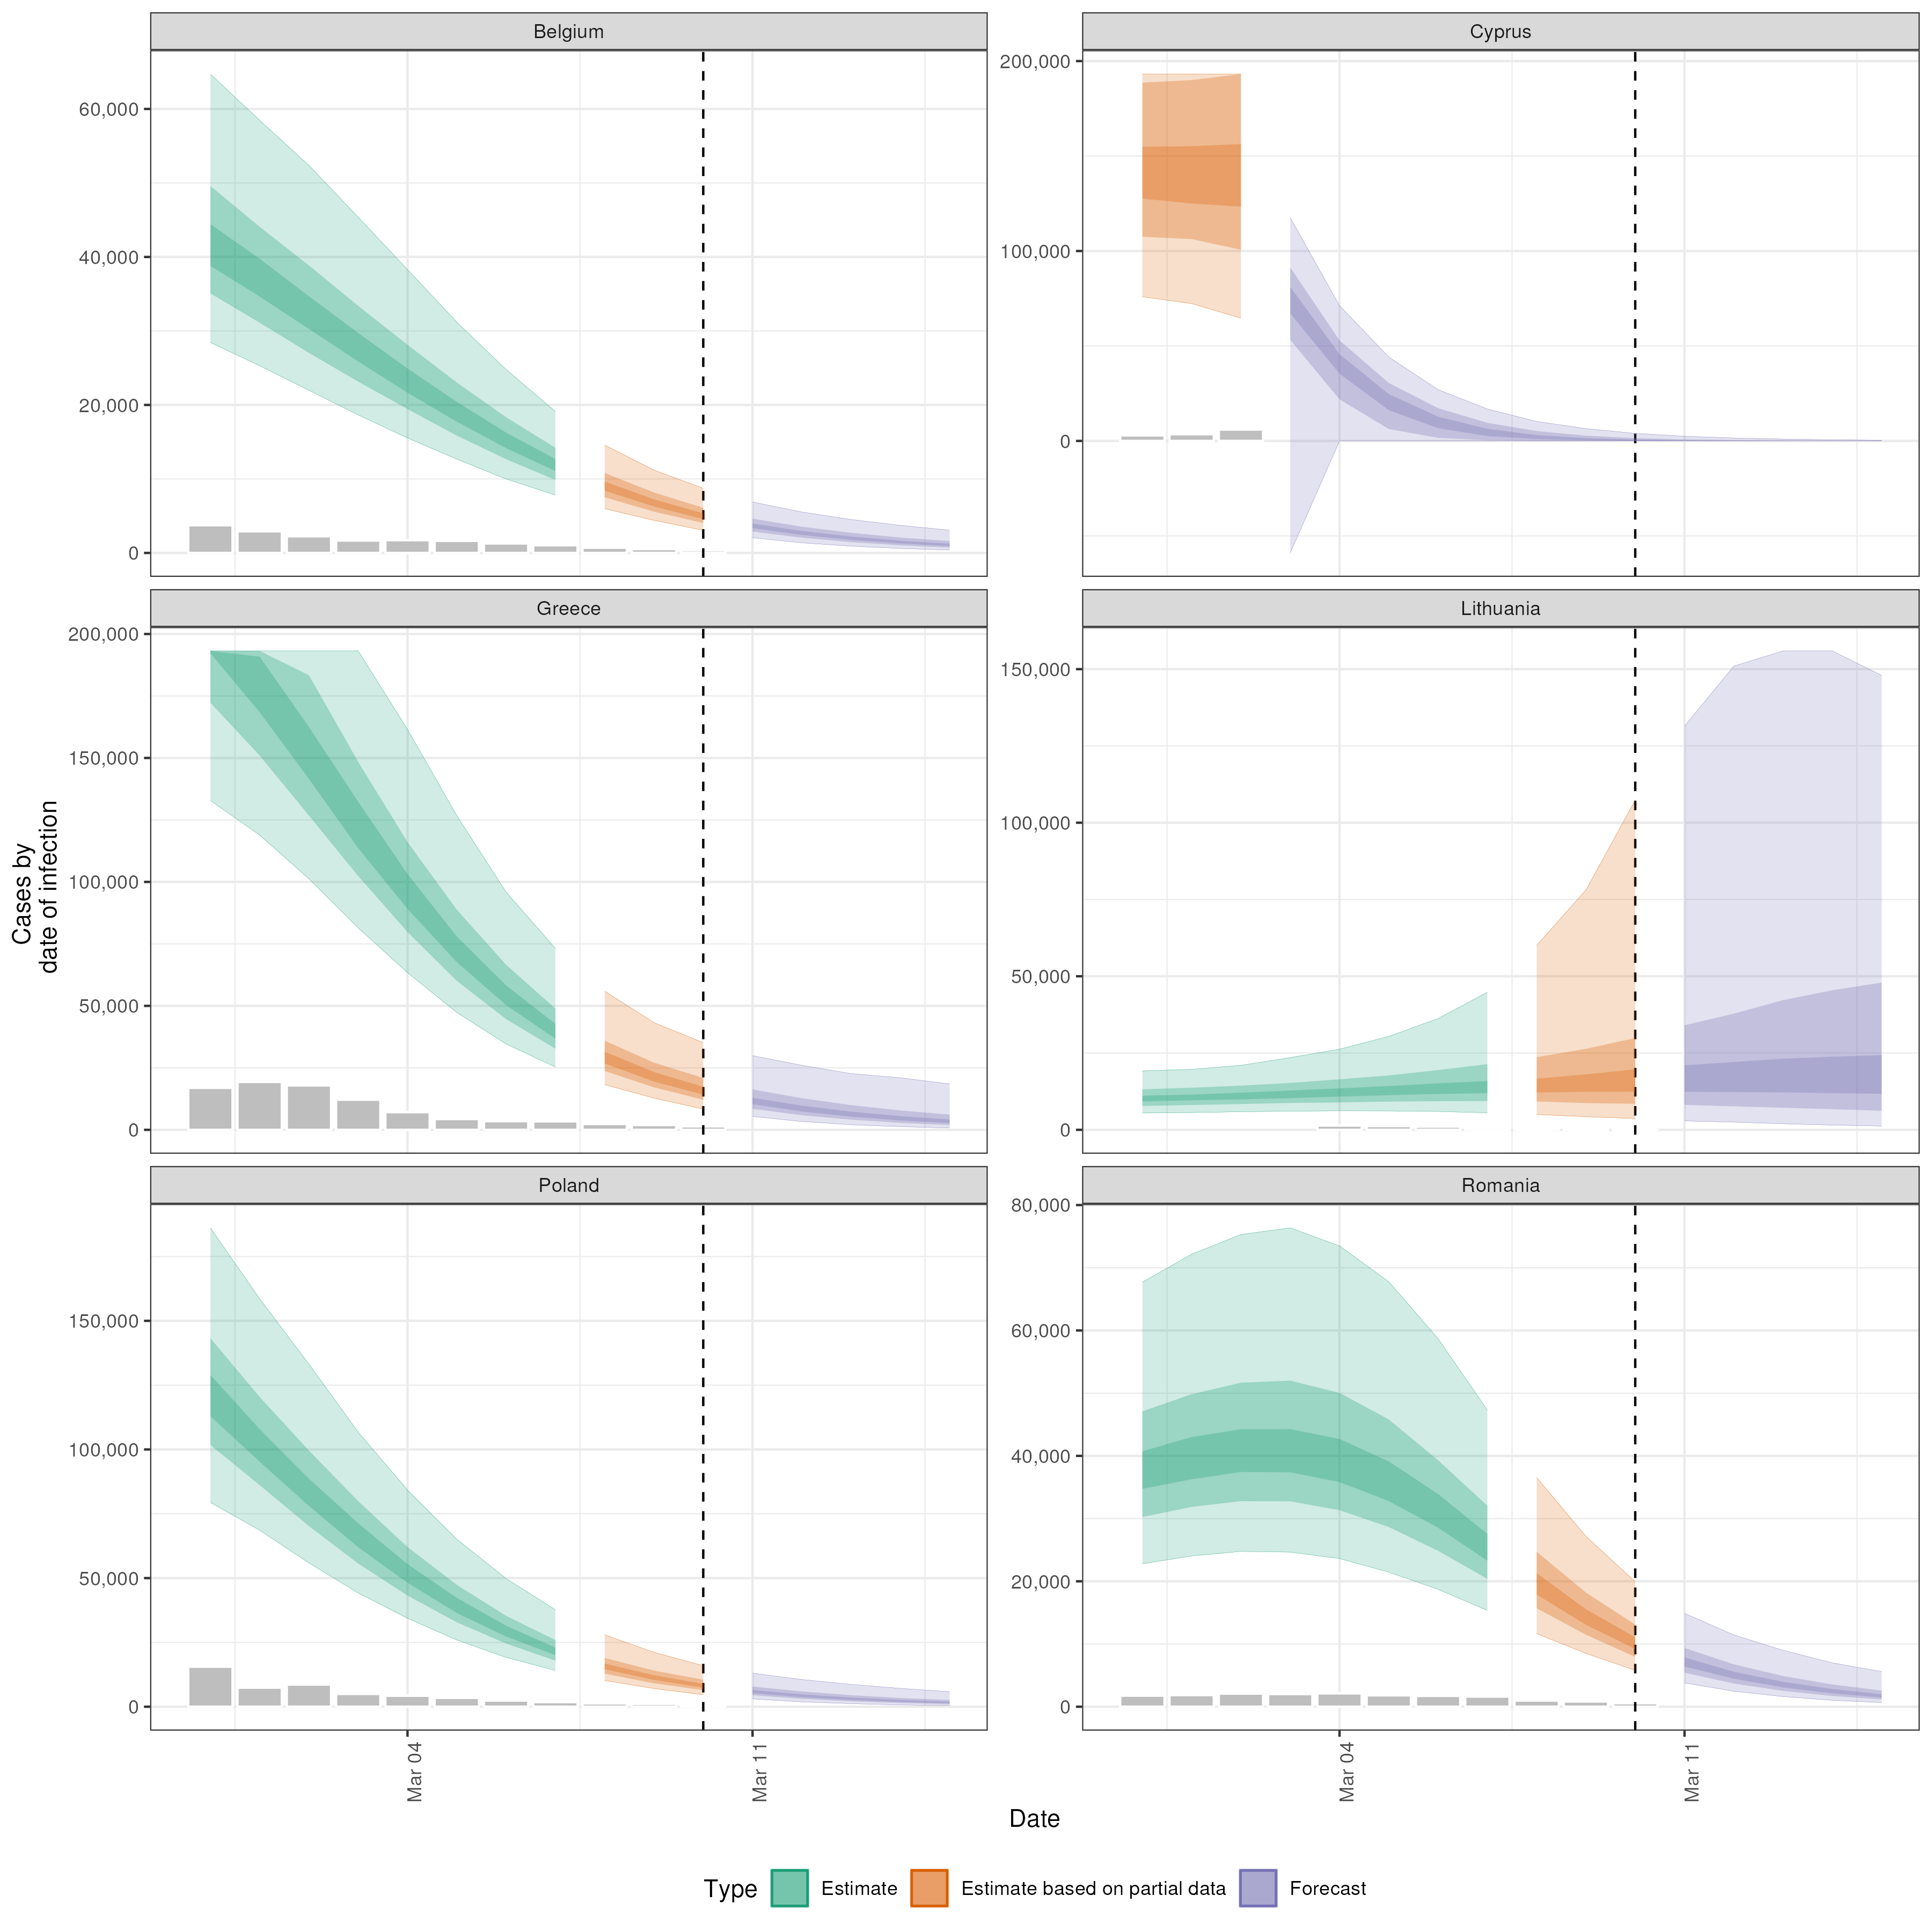 Belgium
Cyprus
60,000
40,000
20,000
0
200,000
100,000
0
Greece
Lithuania
200,000
150,000
100,000
50,000
0
150,000
100,000
50,000
0
Poland
Romania
150,000
100,000
50,000
0
80,000
60,000
40,000
20,000
0
Cases by
date of infection
Mar 04
Mar 11
Mar 04
Mar 11
Date
Type
Estimate
Estimate based on partial data
Forecast